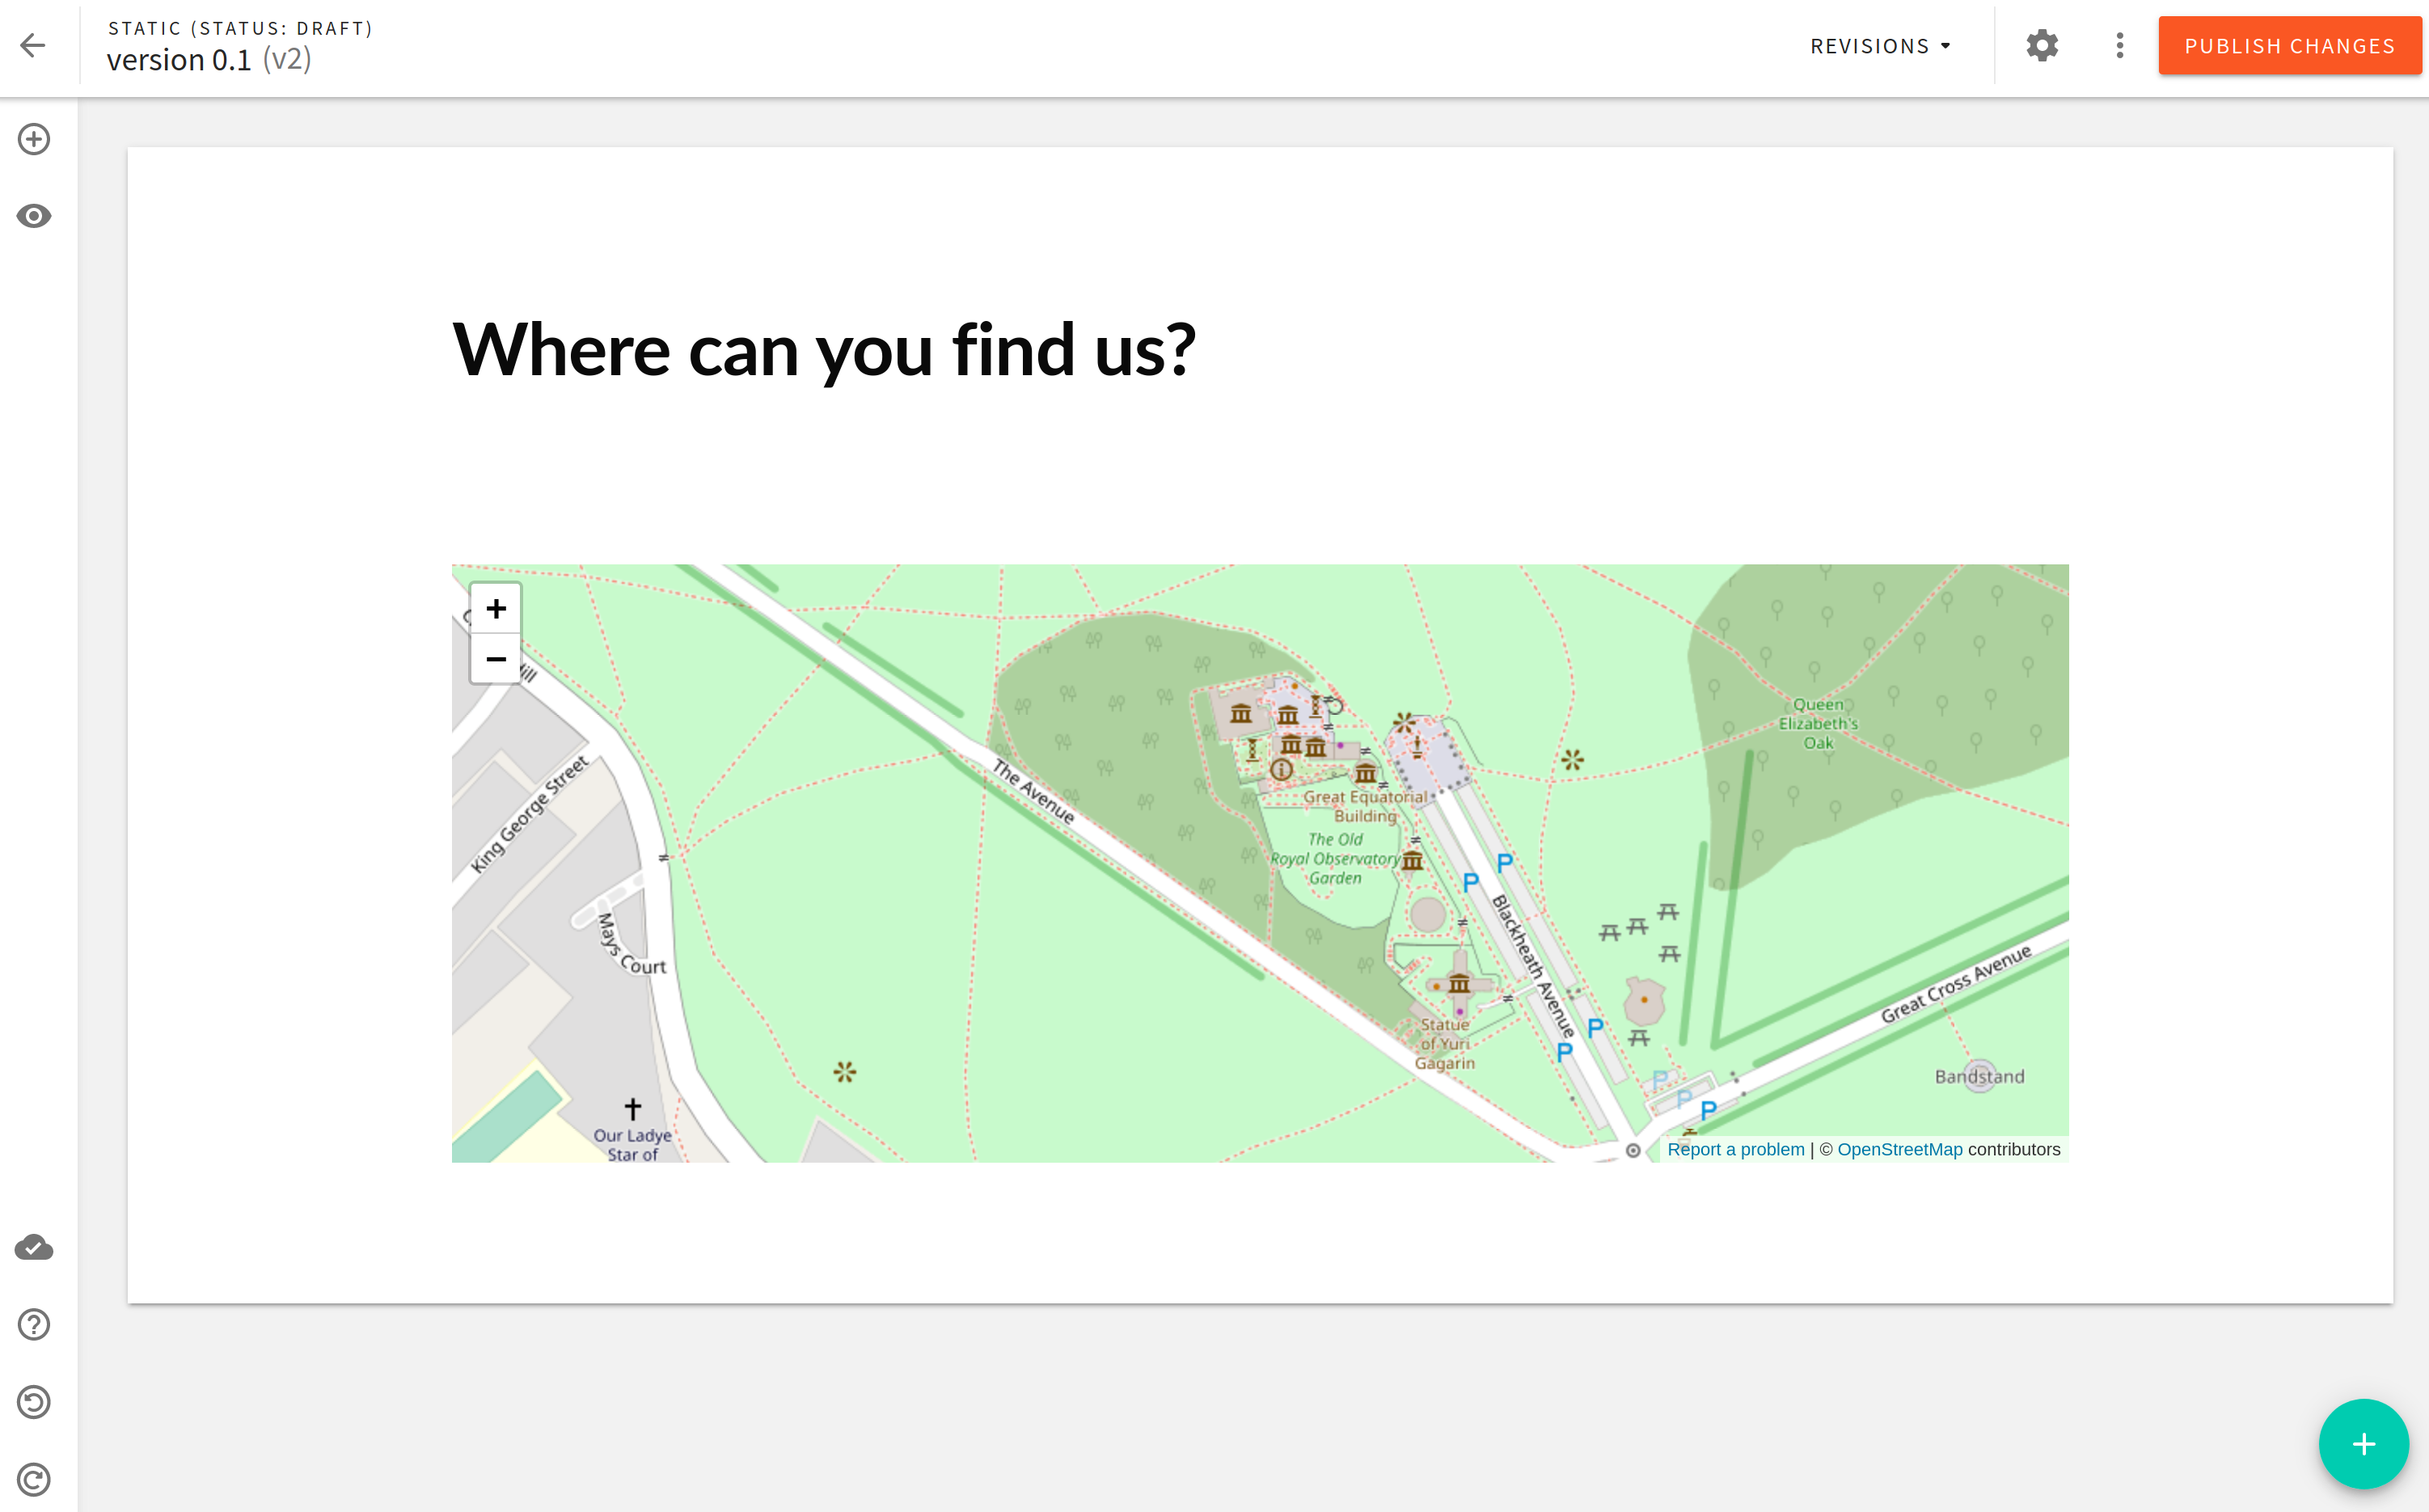 STATIC (STATUS: DRAFT)
version 0.1 (v2)
REVISIONS
PUBLISH CHANGES
Where can you find us?
+
−
Queen
Elizabeth's
Oak
The Avenue
King George Street
Great Equatorial
Building
The Old
Royal Observatory
Garden
Blackheath Avenue
P
P
Mays Court
Great Cross Avenue
Statue
of Yuri
Gagarin
P
P
Bandstand
P
P
P
Our Ladye
Star of
Report a problem | © OpenStreetMap contributors